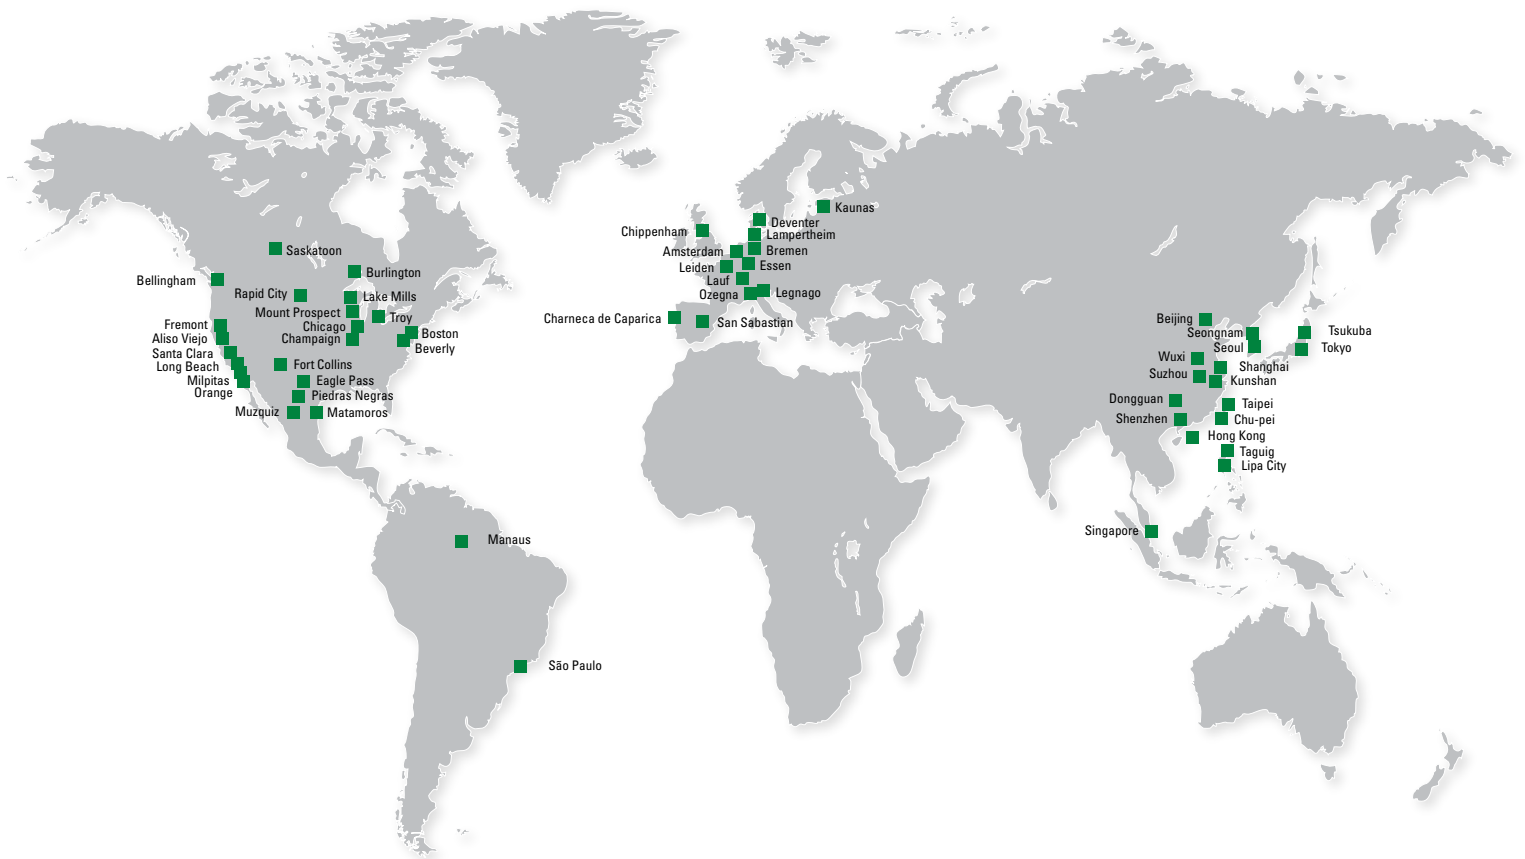 Saskatoon
Burlington
Bellingham
Rapid City
Lake Mills
Mount Prospect
Troy
Fremont
Chicago
Aliso Viejo
Champaign
Boston
Beverly
Santa Clara
Long Beach
Fort Collins
Milpitas
Eagle Pass
Orange
Piedras Negras
Muzquiz
Matamoros
Manaus
São Paulo
Kaunas
Deventer
Chippenham
Lampertheim
Amsterdam
Bremen
Leiden
Essen
Lauf
Ozegna
Legnago
Charneca de Caparica
San Sabastian
Beijing
Seongnam
Tsukuba
Seoul
Tokyo
Wuxi
Shanghai
Suzhou
Kunshan
Dongguan
Taipei
Shenzhen
Chu-pei
Hong Kong
Taguig
Lipa City
Singapore